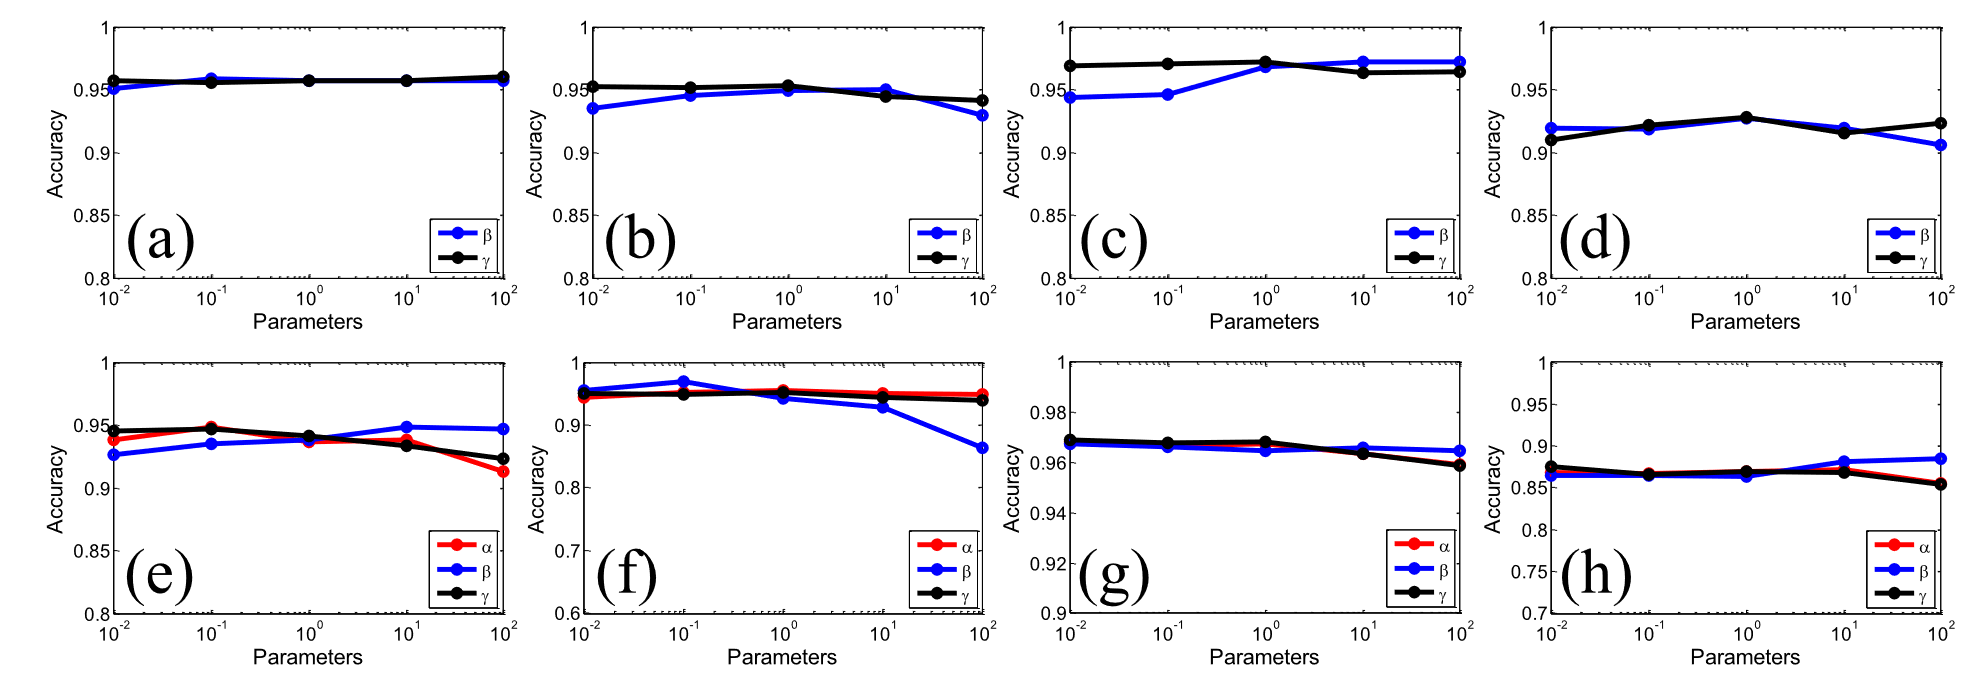 1
0.95
0.9
0.85
0.8
Accuracy
(a)
β
γ
10-2 10-1 100 101 102
Parameters
1
0.95
0.9
0.85
0.8
Accuracy
(b)
β
γ
10-2 10-1 100 101 102
Parameters
1
0.95
0.9
0.85
0.8
Accuracy
(c)
β
γ
10-2 10-1 100 101 102
Parameters
1
0.95
0.9
0.85
0.8
Accuracy
(d)
β
γ
10-2 10-1 100 101 102
Parameters
1
0.95
0.9
0.85
0.8
Accuracy
(e)
α
β
γ
10-2 10-1 100 101 102
Parameters
1
0.9
0.8
0.7
0.6
Accuracy
(f)
α
β
γ
10-2 10-1 100 101 102
Parameters
1
0.98
0.96
0.94
0.92
0.9
Accuracy
(g)
α
β
γ
10-2 10-1 100 101 102
Parameters
1
0.95
0.9
0.85
0.8
0.75
0.7
Accuracy
(h)
α
β
γ
10-2 10-1 100 101 102
Parameters